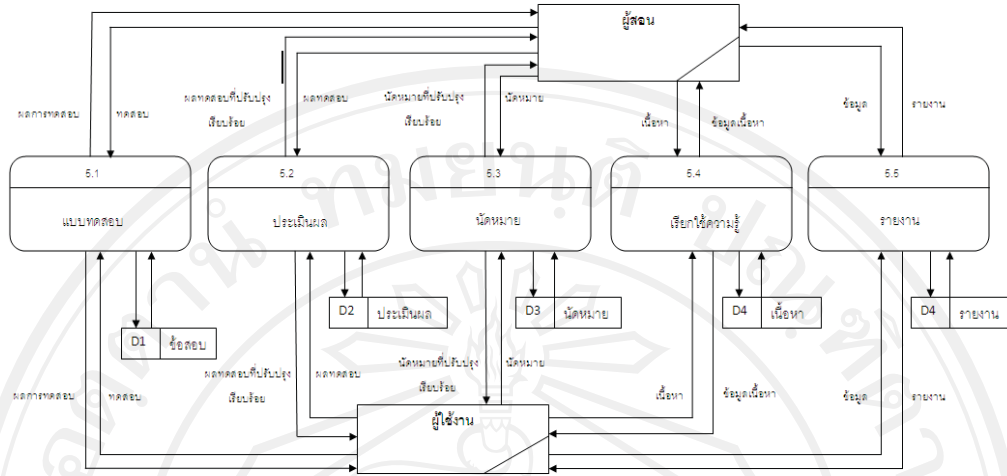 ผู้สอน
ผลการทดสอบ
ทดสอบ
ผลทดสอบที่ปรับปรุง
เรียบร้อย
ผลทดสอบ
นัดหมายที่ปรับปรุง
เรียบร้อย
นัดหมาย
เนื้อหา
ข้อมูลเนื้อหา
ข้อมูล
รายงาน
5.1
แบบทดสอบ
5.2
ประเมินผล
5.3
นัดหมาย
5.4
เรียกใช้ความรู้
5.5
รายงาน
D1 ข้อสอบ
D2 ประเมินผล
D3 นัดหมาย
D4 เนื้อหา
D4 รายงาน
ผลการทดสอบ
ทดสอบ
ผลทดสอบที่ปรับปรุง
เรียบร้อย
ผลทดสอบ
นัดหมายที่ปรับปรุง
เรียบร้อย
นัดหมาย
เนื้อหา
ข้อมูลเนื้อหา
ข้อมูล
รายงาน
ผู้ใช้งาน